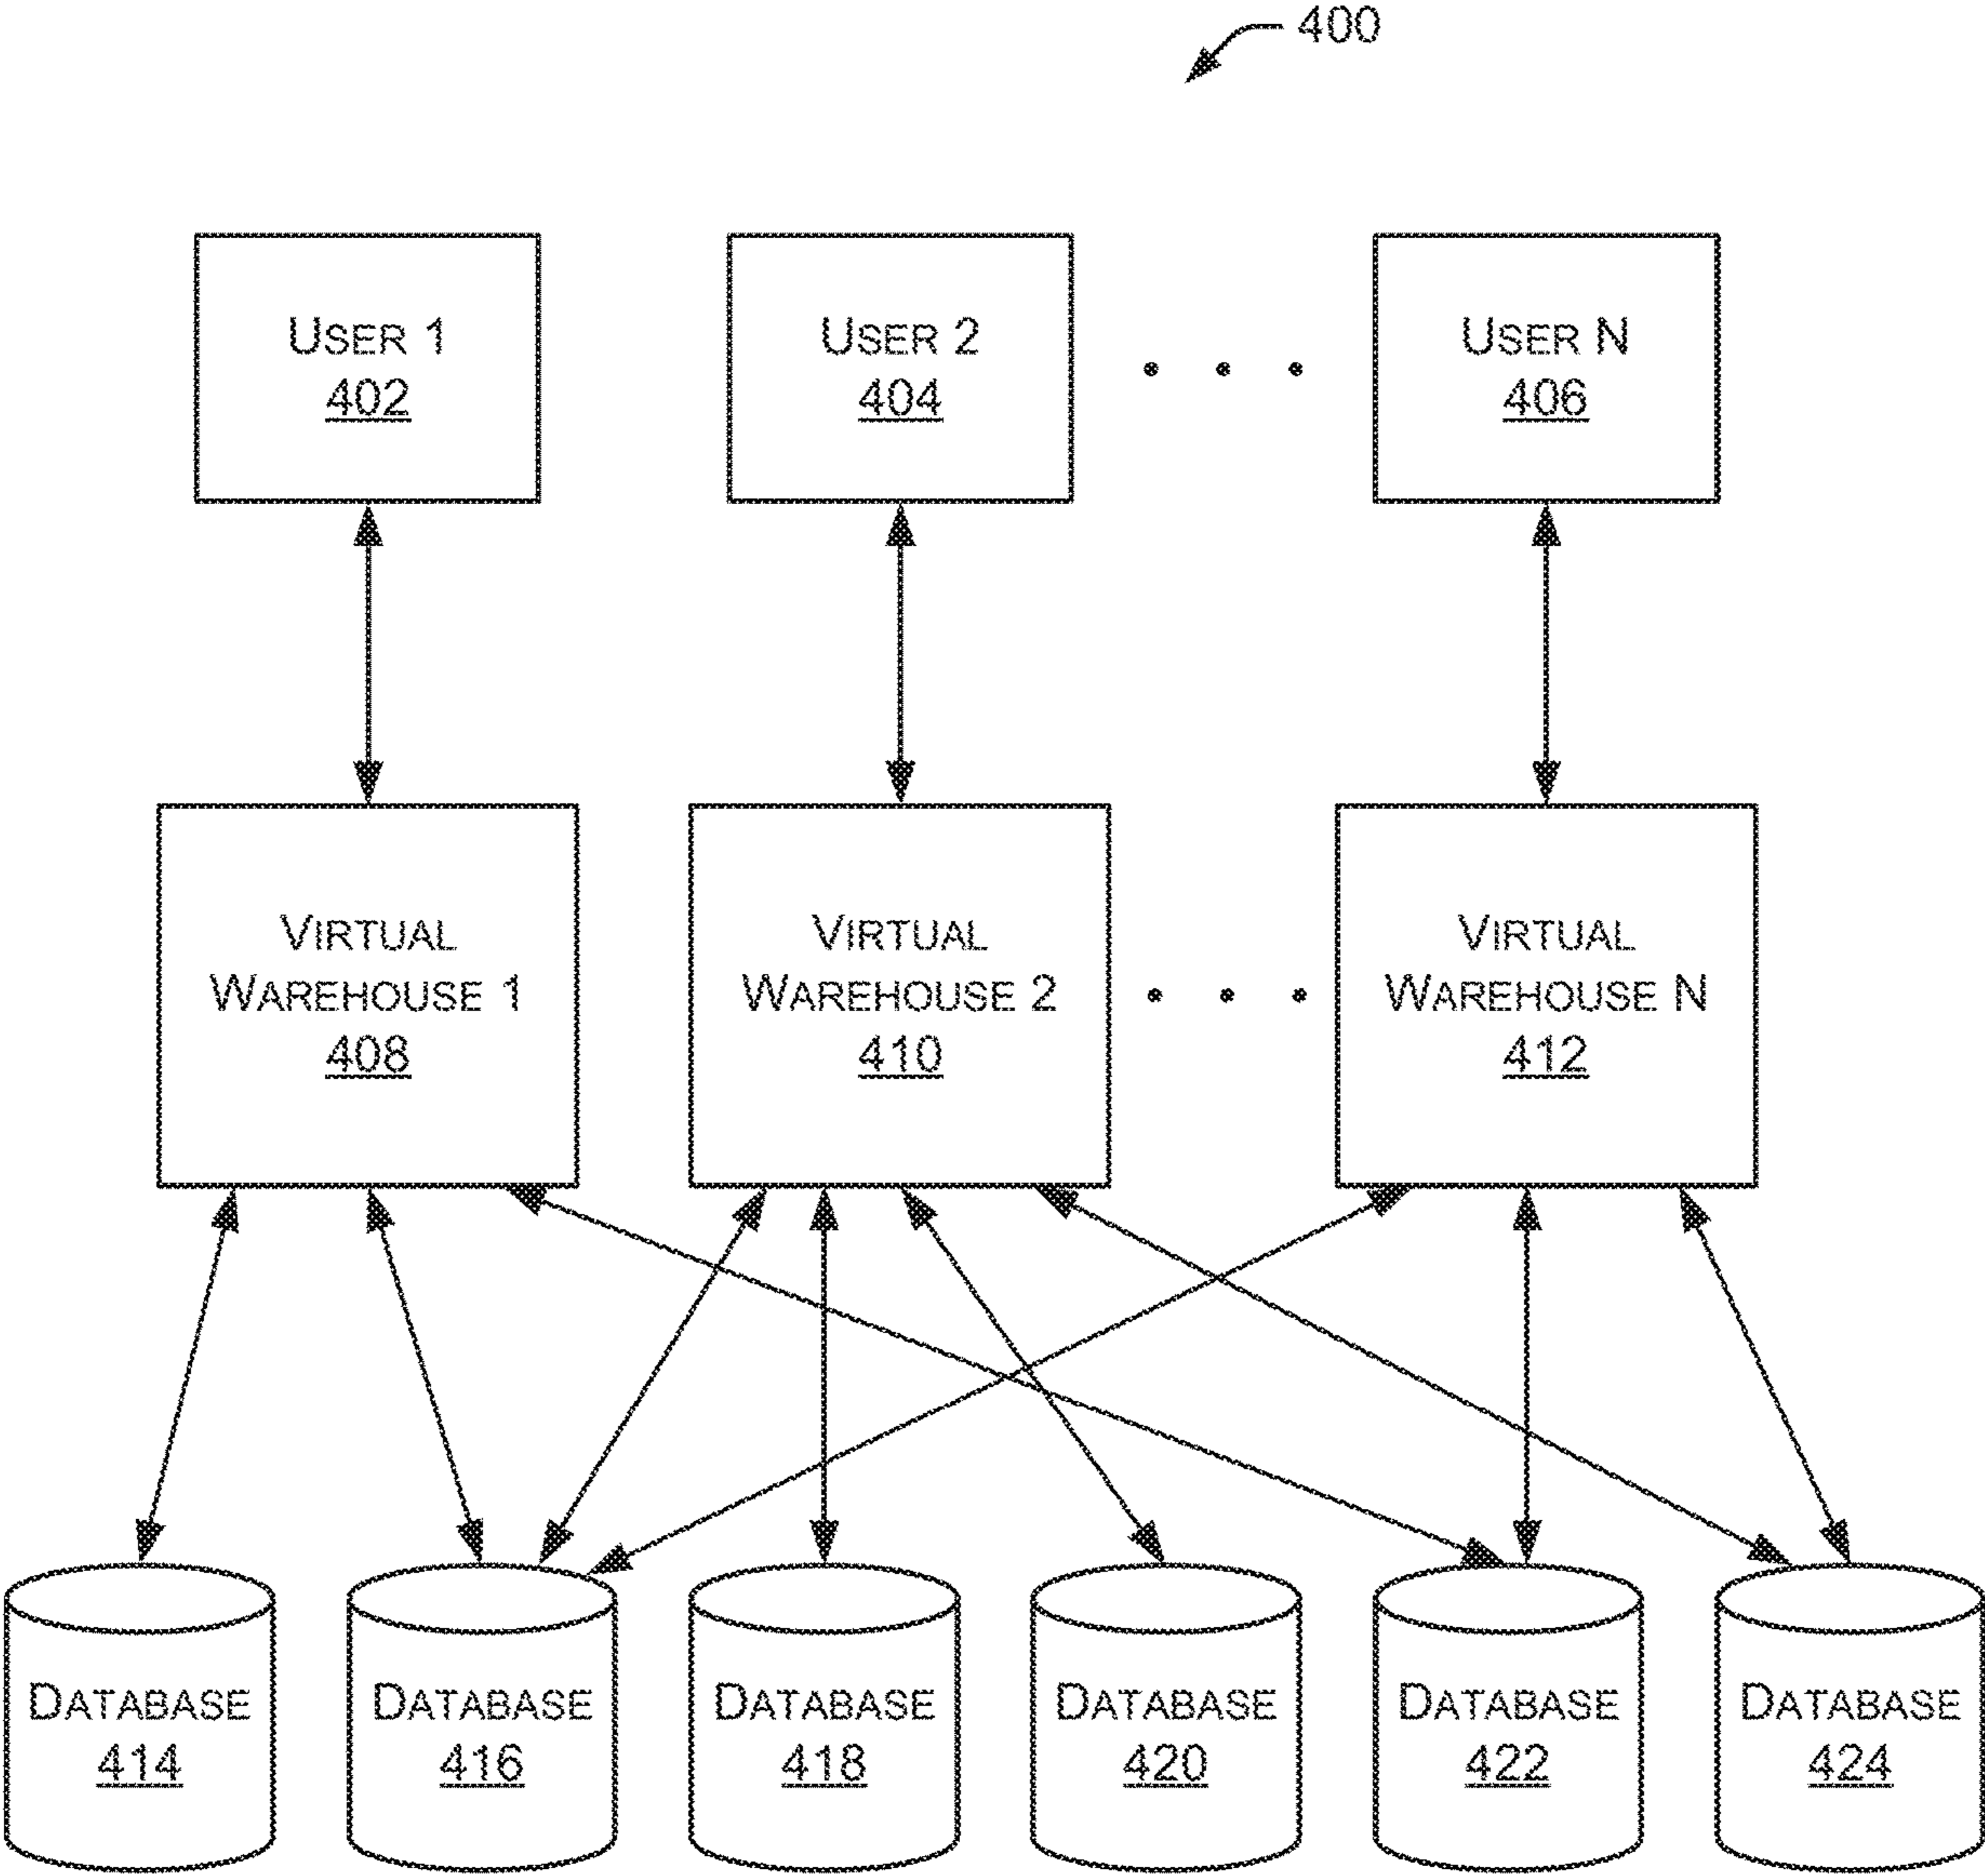 400
USER 1
402
USER 2
404
USER N
406
VIRTUAL
WAREHOUSE 1
408
VIRTUAL
WAREHOUSE 2
410
VIRTUAL
WAREHOUSE N
412
DATABASE
414
DATABASE
416
DATABASE
418
DATABASE
420
DATABASE
422
DATABASE
424